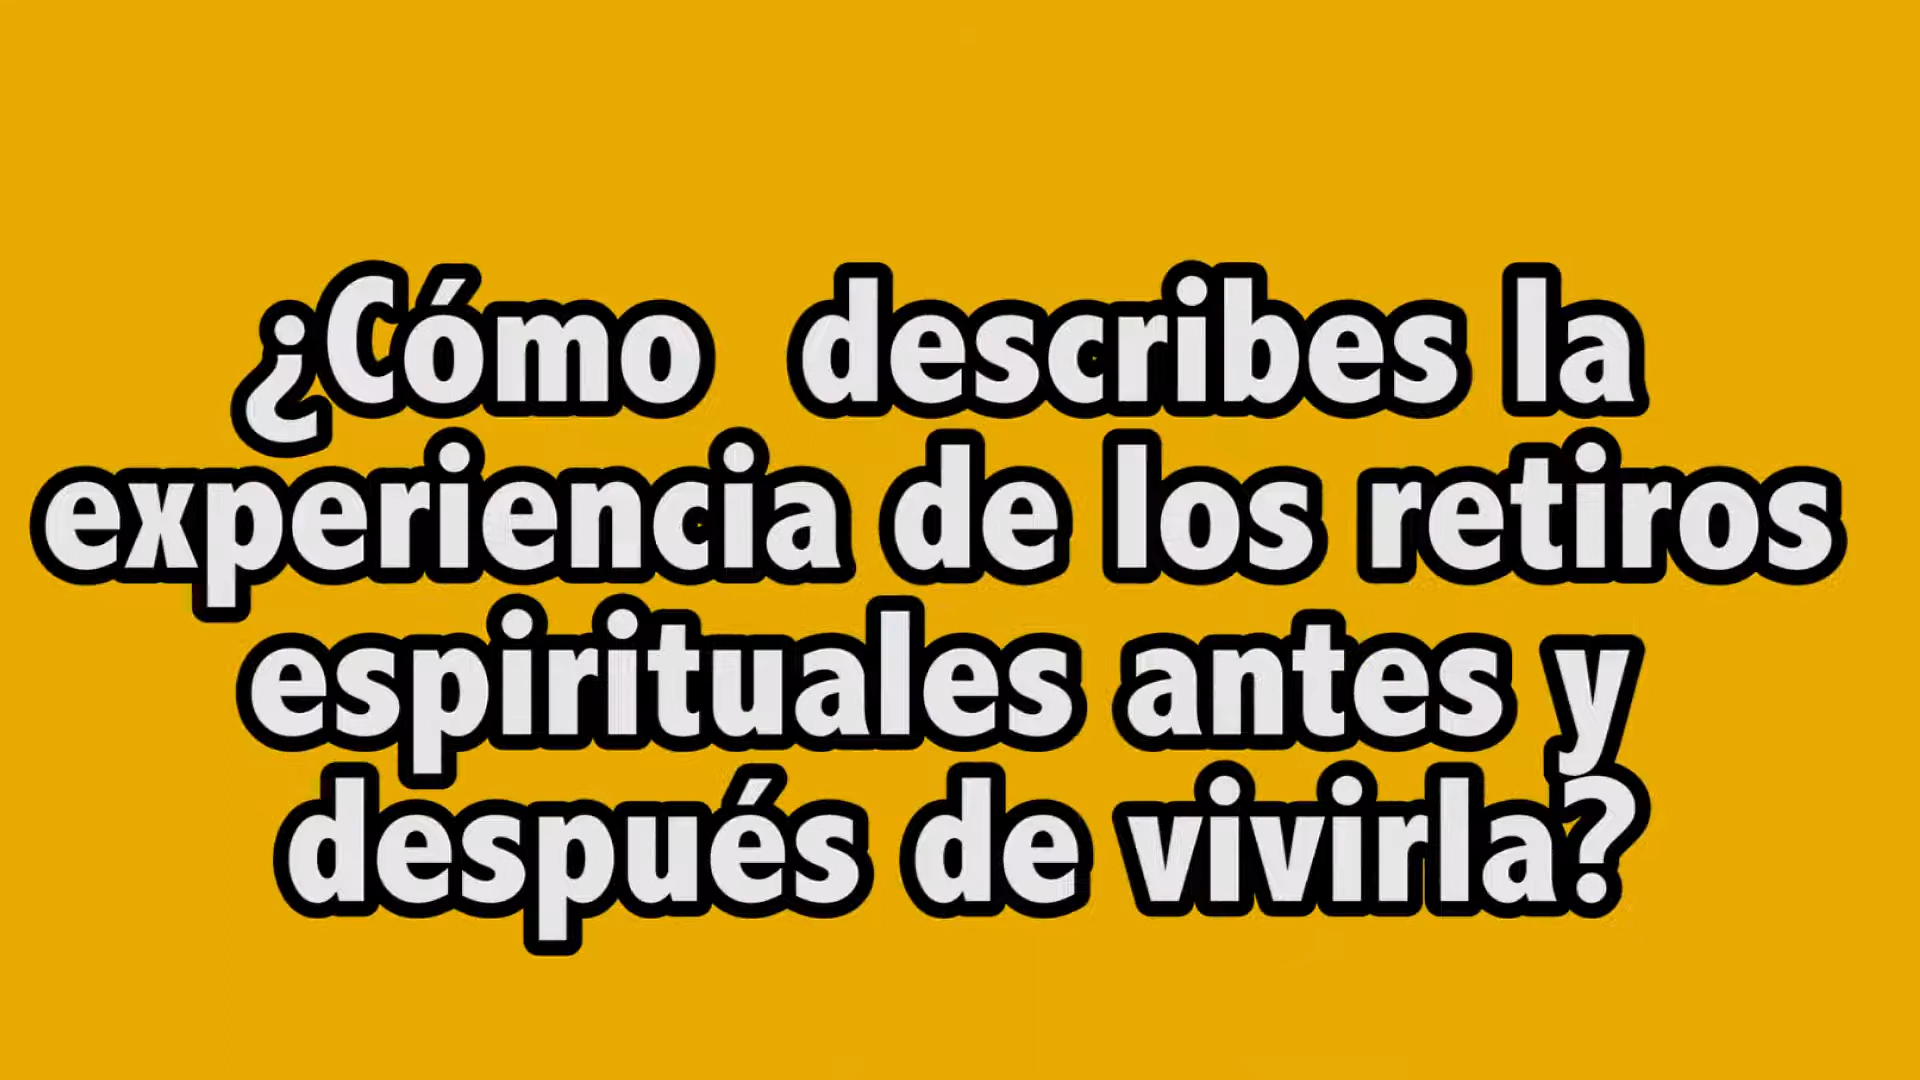 ¿Cómo  describes la
experiencia de los retiros
espirituales antes y
después de vivirla?